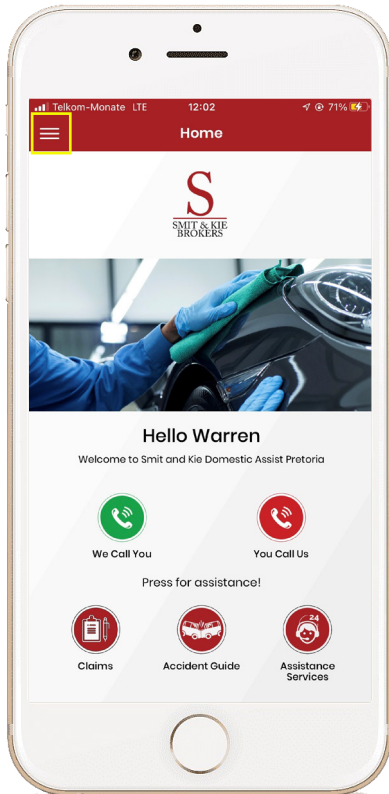 Telkom-Monate LTE 12:02 71%
Home
S
SMIT & KIE
BROKERS
Hello Warren
Welcome to Smit and Kie Domestic Assist Pretoria
We Call You You Call Us
Press for assistance!
24
Claims Accident Guide Assistance
Services